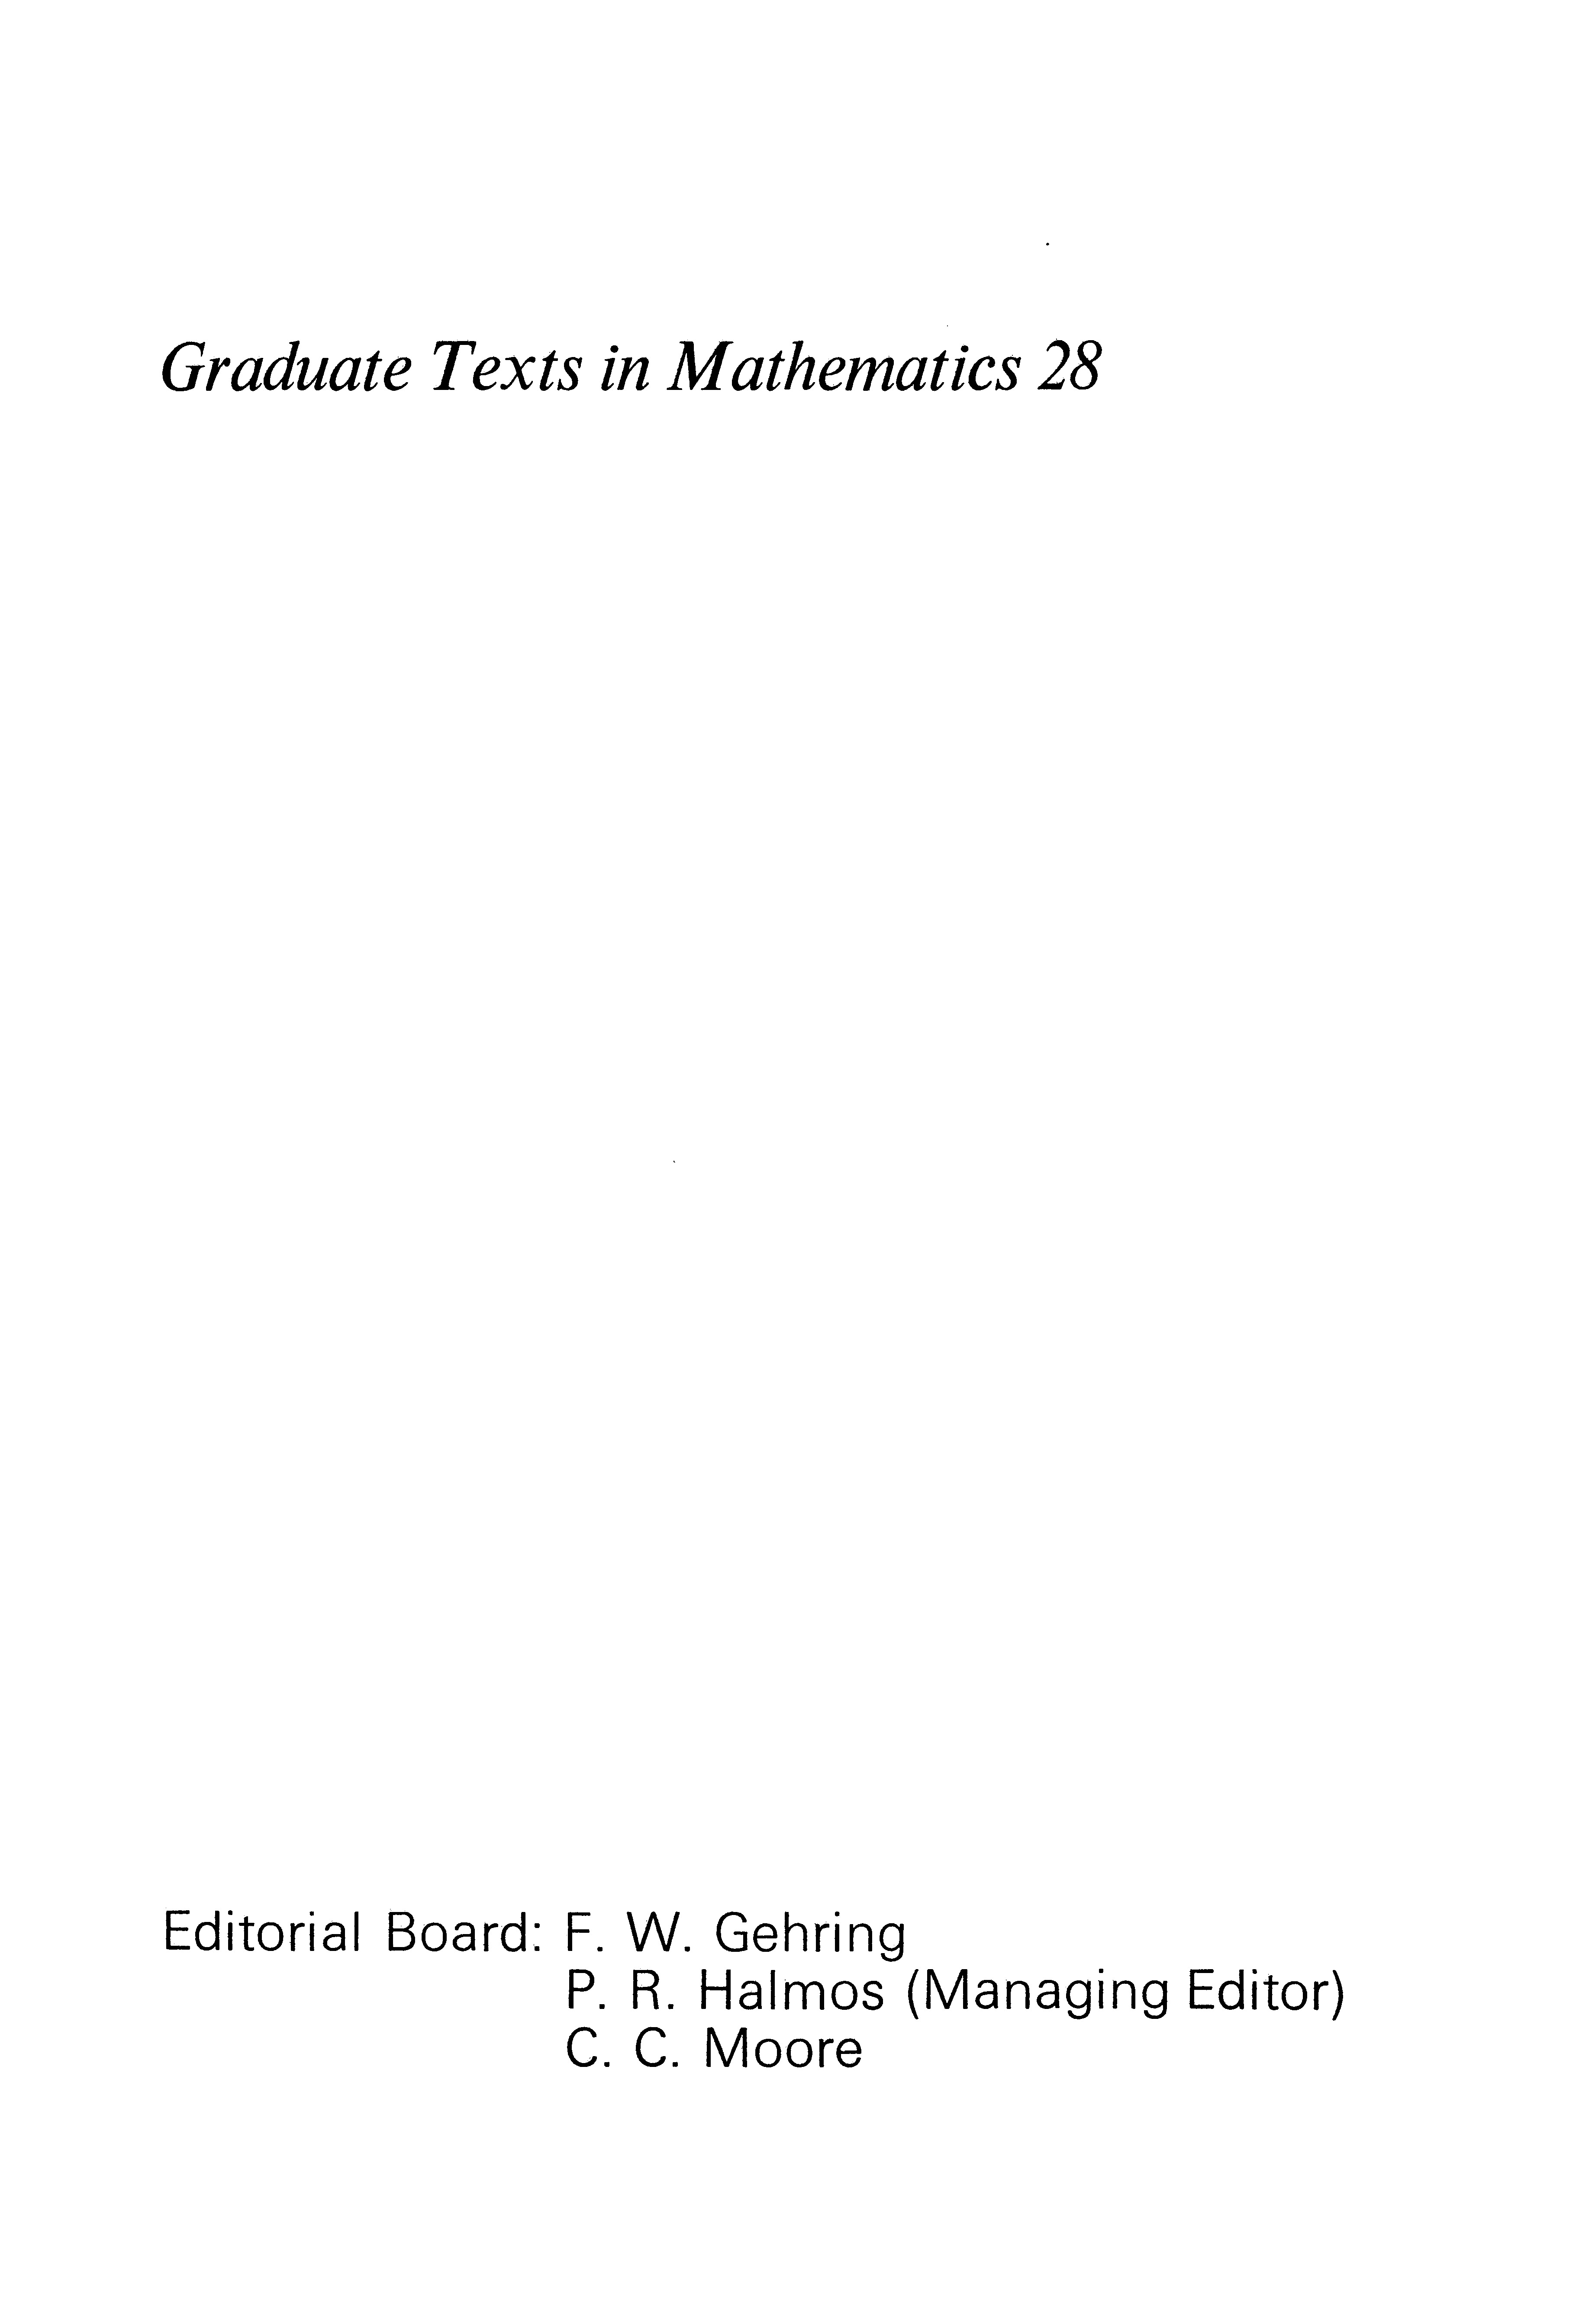 Graduate Texts in Mathematics 28
Editorial Board: F. W. Gehring
P. R. Halmos (Managing Editor)
C. C. Moore